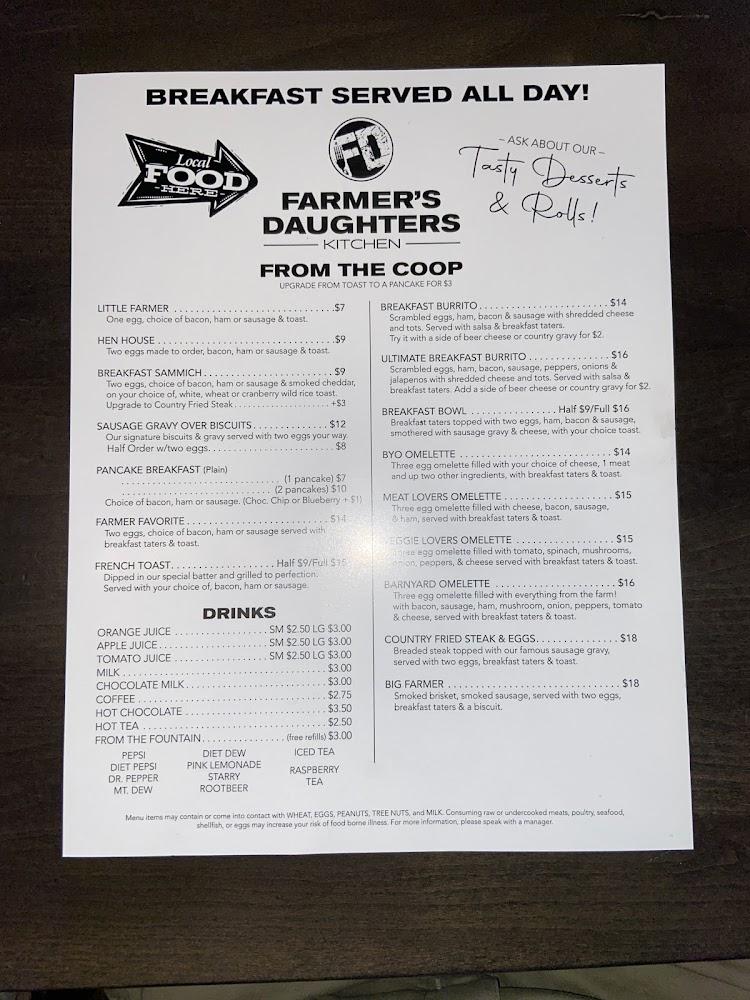 BREAKFAST SERVED ALL DAY!
Local
FOOD
-HERE-
FD
FARMER'S
DAUGHTERS
KITCHEN
– ASK ABOUT OUR –
Tasty Desserts
& Rolls!
FROM THE COOP
UPGRADE FROM TOAST TO A PANCAKE FOR $3
LITTLE FARMER . . . . . . . . . . . . . . . . . . . . . . . . . . . . . .$7
One egg, choice of bacon, ham or sausage & toast.
HEN HOUSE . . . . . . . . . . . . . . . . . . . . . . . . . . . . . . . . $9
Two eggs made to order, bacon, ham or sausage & toast.
BREAKFAST SAMMICH . . . . . . . . . . . . . . . . . . . . . . . . $9
Two eggs, choice of bacon, ham or sausage & smoked cheddar,
on your choice of, white, wheat or cranberry wild rice toast.
Upgrade to Country Fried Steak . . . . . . . . . . . . . . . . . . +$3
SAUSAGE GRAVY OVER BISCUITS . . . . . . . . . . . . . . $12
Our signature biscuits & gravy served with two eggs your way.
Half Order w/two eggs. . . . . . . . . . . . . . . . . . . . . . . . . $8
PANCAKE BREAKFAST (Plain)
. . . . . . . . . . . . . . . . . . . . . . . . . . . . (1 pancake) $7
. . . . . . . . . . . . . . . . . . . . . . . . . . (2 pancakes) $10
Choice of bacon, ham or sausage. (Choc. Chip or Blueberry + $1)
FARMER FAVORITE . . . . . . . . . . . . . . . . . . . . . . . . . . $14
Two eggs, choice of bacon, ham or sausage served with
breakfast taters & toast.
FRENCH TOAST. . . . . . . . . . . . . . . . . . . Half $9/Full $15
Dipped in our special batter and grilled to perfection.
Served with your choice of, bacon, ham or sausage.
DRINKS
ORANGE JUICE . . . . . . . . . . . . . . . . . SM $2.50 LG $3.00
APPLE JUICE . . . . . . . . . . . . . . . . . . . . SM $2.50 LG $3.00
TOMATO JUICE . . . . . . . . . . . . . . . . . SM $2.50 LG $3.00
MILK . . . . . . . . . . . . . . . . . . . . . . . . . . . . . . . . . . . $3.00
CHOCOLATE MILK . . . . . . . . . . . . . . . . . . . . . . . . . $3.00
COFFEE . . . . . . . . . . . . . . . . . . . . . . . . . . . . . . . . . $2.75
HOT CHOCOLATE . . . . . . . . . . . . . . . . . . . . . . . . . $3.50
HOT TEA . . . . . . . . . . . . . . . . . . . . . . . . . . . . . . . . $2.50
FROM THE FOUNTAIN. . . . . . . . . . . . . . . (free refills) $3.00
PEPSI
DIET PEPSI
DR. PEPPER
MT. DEW
DIET DEW
PINK LEMONADE
STARRY
ROOTBEER
ICED TEA
RASPBERRY
TEA
BREAKFAST BURRITO . . . . . . . . . . . . . . . . . . . . . . . . $14
Scrambled eggs, ham, bacon & sausage with shredded cheese
and tots. Served with salsa & breakfast taters.
Try it with a side of beer cheese or country gravy for $2.
ULTIMATE BREAKFAST BURRITO . . . . . . . . . . . . . . . $16
Scrambled eggs, ham, bacon, sausage, peppers, onions &
jalapenos with shredded cheese and tots. Served with salsa &
breakfast taters. Add a side of beer cheese or country gravy for $2.
BREAKFAST BOWL . . . . . . . . . . . . . . . . Half $9/Full $16
Breakfast taters topped with two eggs, ham, bacon & sausage,
smothered with sausage gravy & cheese, with your choice toast.
BYO OMELETTE . . . . . . . . . . . . . . . . . . . . . . . . . . . . $14
Three egg omelette filled with your choice of cheese, 1 meat
and up two other ingredients, with breakfast taters & toast.
MEAT LOVERS OMELETTE . . . . . . . . . . . . . . . . . . . . $15
Three egg omelette filled with cheese, bacon, sausage,
& ham, served with breakfast taters & toast.
VEGGIE LOVERS OMELETTE . . . . . . . . . . . . . . . . . . $15
Three egg omelette filled with tomato, spinach, mushrooms,
onion, peppers, & cheese served with breakfast taters & toast.
BARNYARD OMELETTE . . . . . . . . . . . . . . . . . . . . . . $16
Three egg omelette filled with everything from the farm!
with bacon, sausage, ham, mushroom, onion, peppers, tomato
& cheese, served with breakfast taters & toast.
COUNTRY FRIED STEAK & EGGS. . . . . . . . . . . . . . . $18
Breaded steak topped with our famous sausage gravy,
served with two eggs, breakfast taters & toast.
BIG FARMER . . . . . . . . . . . . . . . . . . . . . . . . . . . . . . . $18
Smoked brisket, smoked sausage, served with two eggs,
breakfast taters & a biscuit.
Menu items may contain or come into contact with WHEAT, EGGS, PEANUTS, TREE NUTS, and MILK. Consuming raw or undercooked meats, poultry, seafood,
shellfish, or eggs may increase your risk of food borne illness. For more information, please speak with a manager.